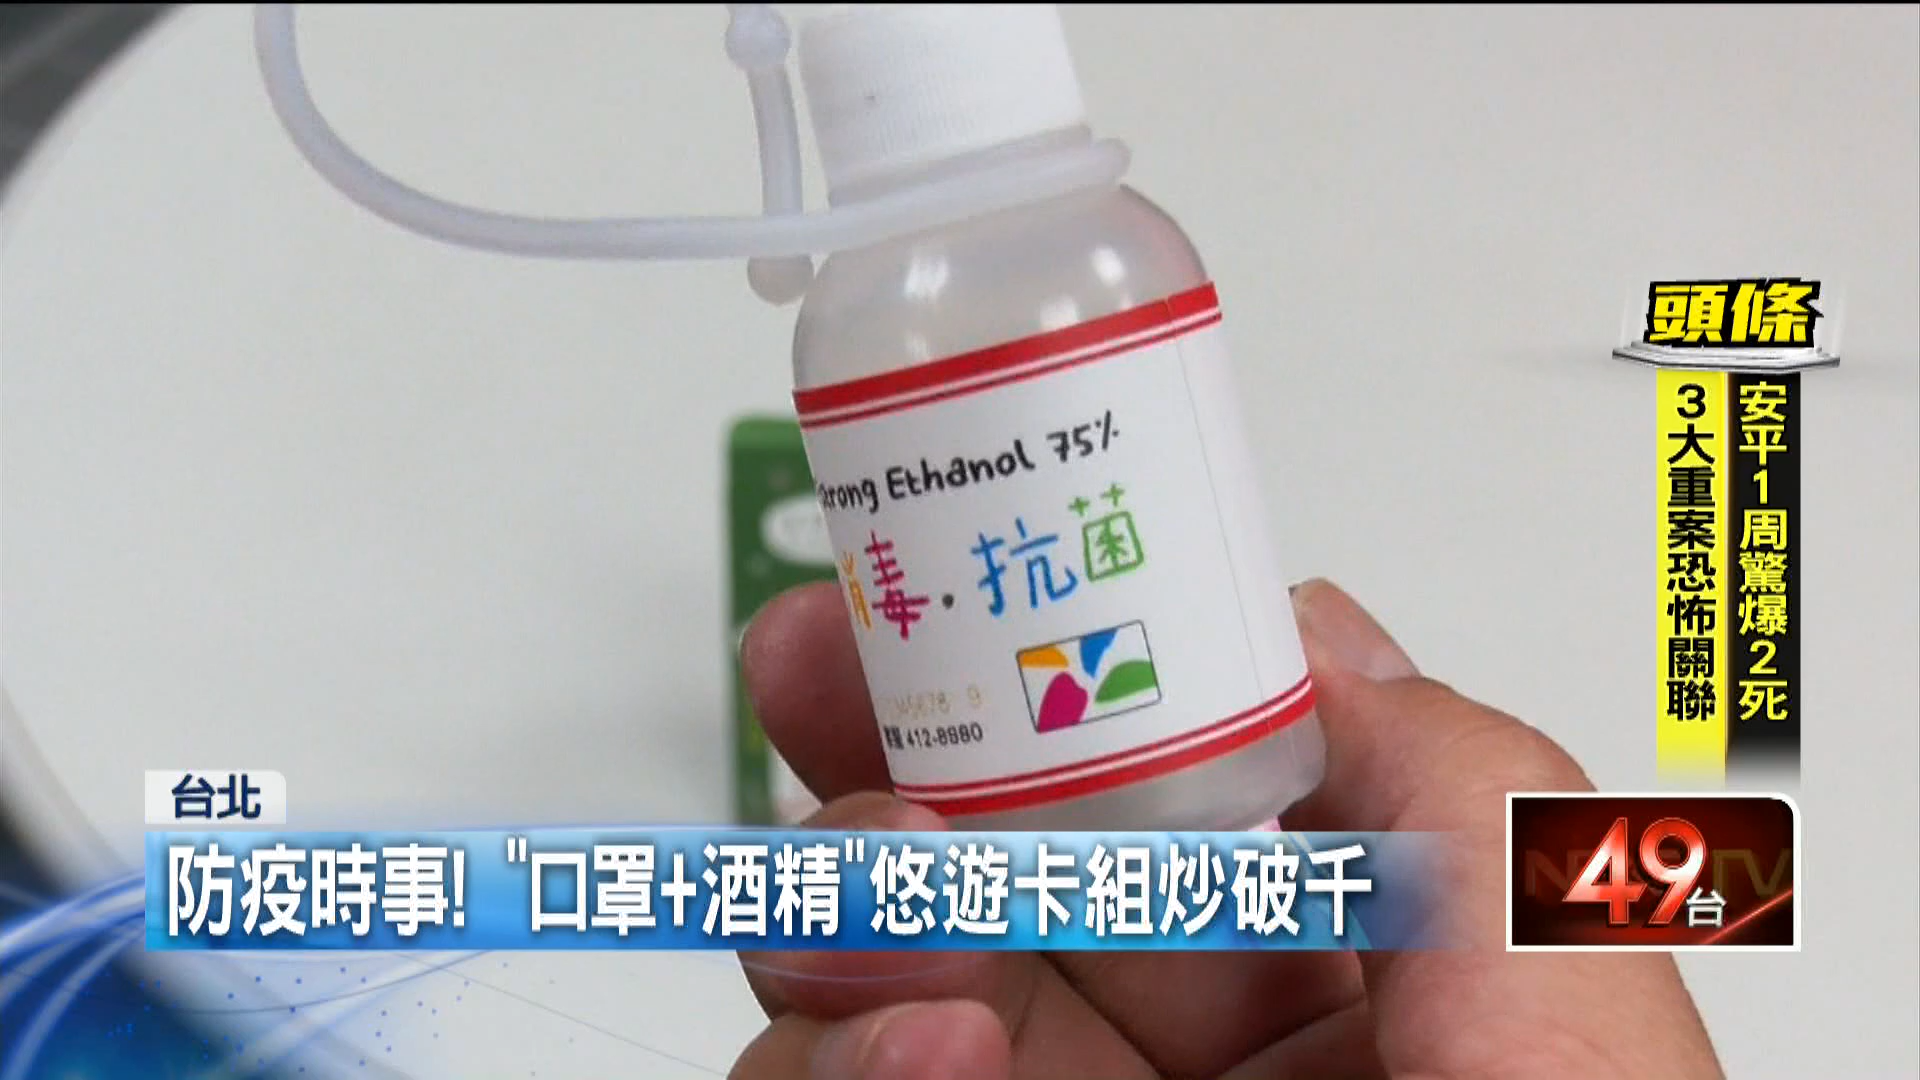 Strong Ethanol 75%
消毒.抗菌
412-8880
頭條
安平1周驚爆2死
3大重案恐怖關聯
台北
防疫時事! "口罩+酒精"悠遊卡組炒破千
49台